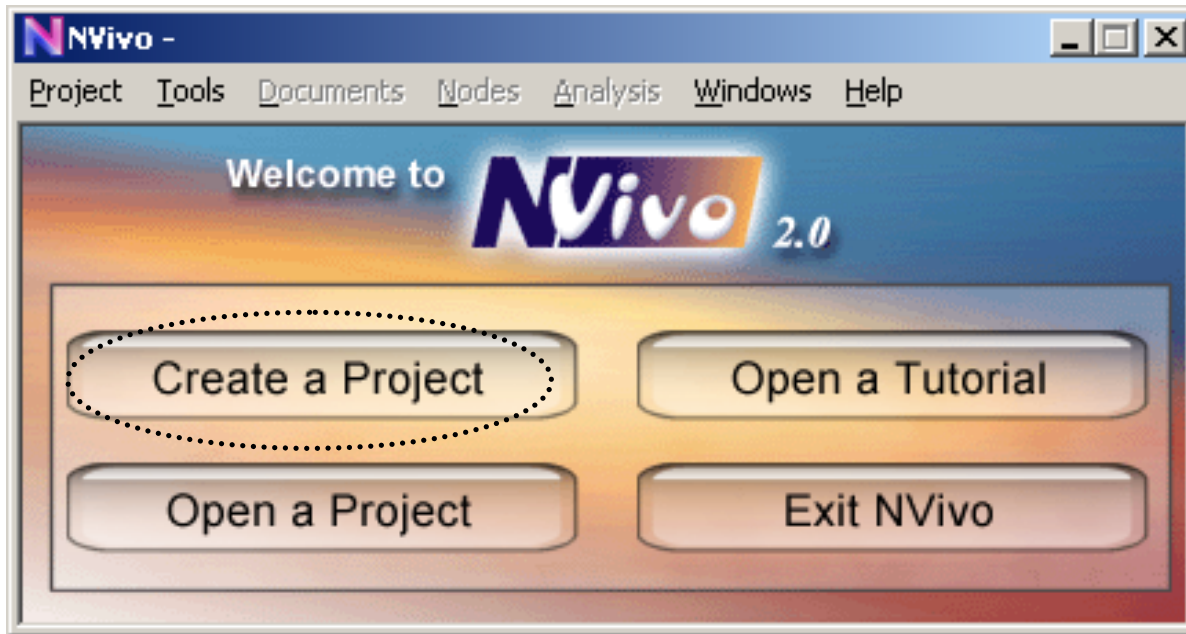 NVivo -
Project Tools Documents Nodes Analysis Windows Help
Welcome to NVivo 2.0
Create a Project Open a Tutorial
Open a Project Exit NVivo